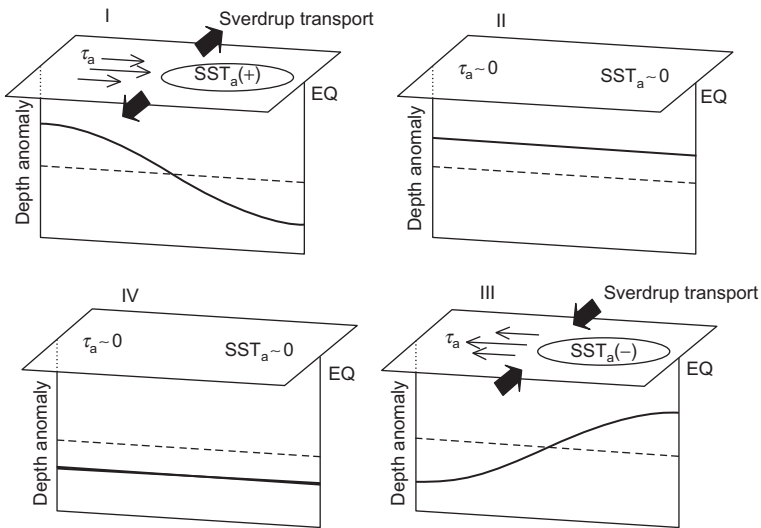 I
Sverdrup transport
τa
SSTa(+)
EQ
Depth anomaly
II
τa~0
SSTa~0
EQ
Depth anomaly
IV
τa~0
SSTa~0
EQ
Depth anomaly
III
Sverdrup transport
τa
SSTa(−)
EQ
Depth anomaly